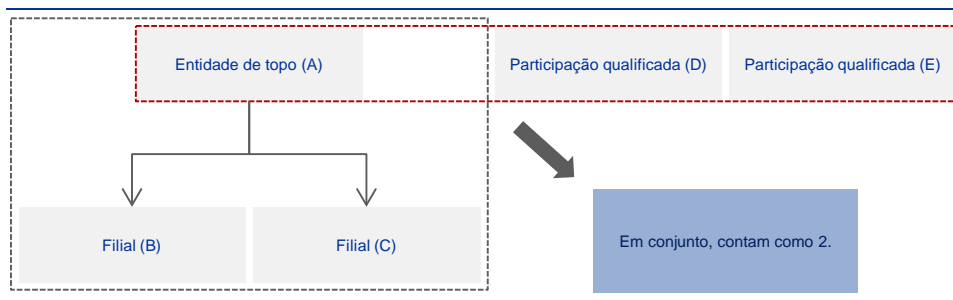 Entidade de topo (A)
Participação qualificada (D)
Participação qualificada (E)
Filial (B)
Filial (C)
Em conjunto, contam como 2.